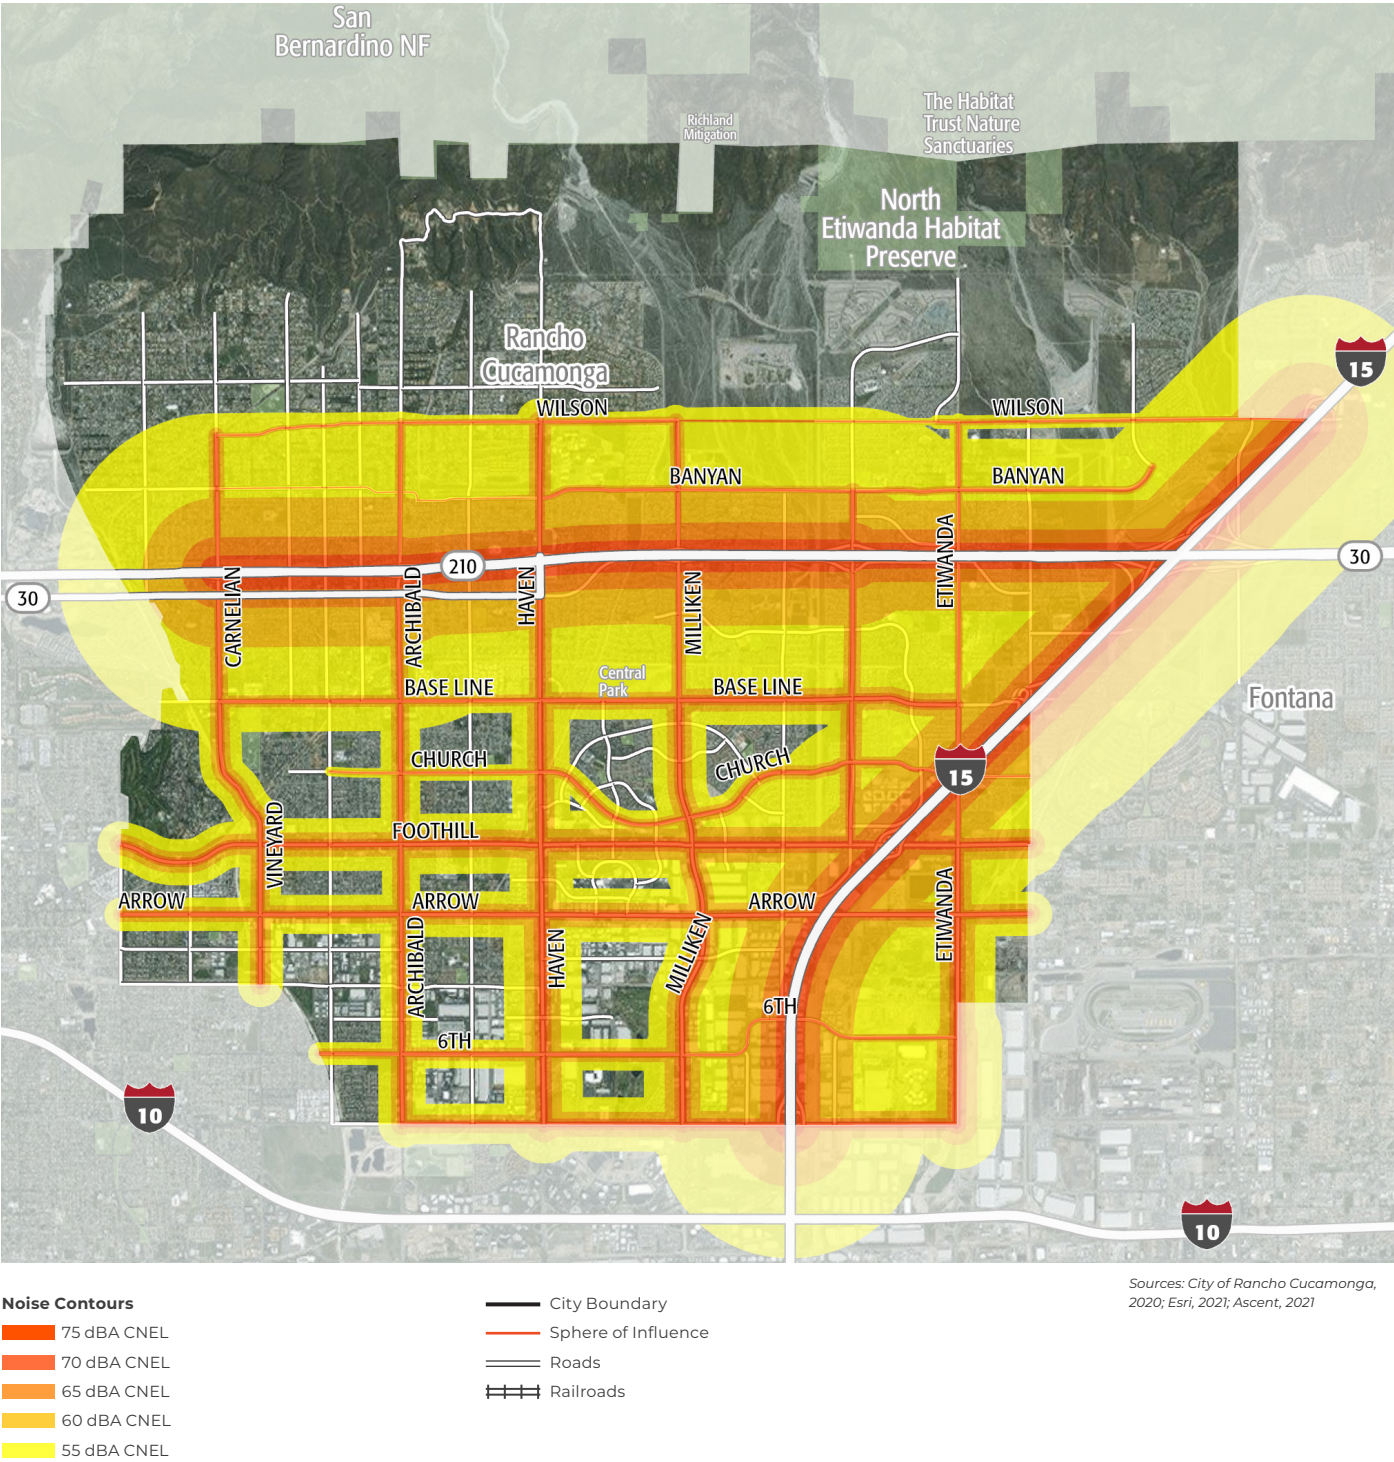 San
Bernardino NF
Richland
Mitigation
The Habitat
Trust Nature
Sanctuaries
North
Etiwanda Habitat
Preserve
Rancho
Cucamonga
15
WILSON
WILSON
BANYAN
BANYAN
ETIWANDA
210
30
30
CARNELIAN
ARCHIBALD
HAVEN
MILLIKEN
Central
Park
BASE LINE
BASE LINE
Fontana
CHURCH
CHURCH
15
VINEYARD
FOOTHILL
ARROW
ARROW
ARROW
ETIWANDA
ARCHIBALD
HAVEN
MILLIKEN
6TH
6TH
10
10
Sources: City of Rancho Cucamonga,
2020; Esri, 2021; Ascent, 2021
Noise Contours
75 dBA CNEL
70 dBA CNEL
65 dBA CNEL
60 dBA CNEL
55 dBA CNEL
City Boundary
Sphere of Influence
Roads
Railroads